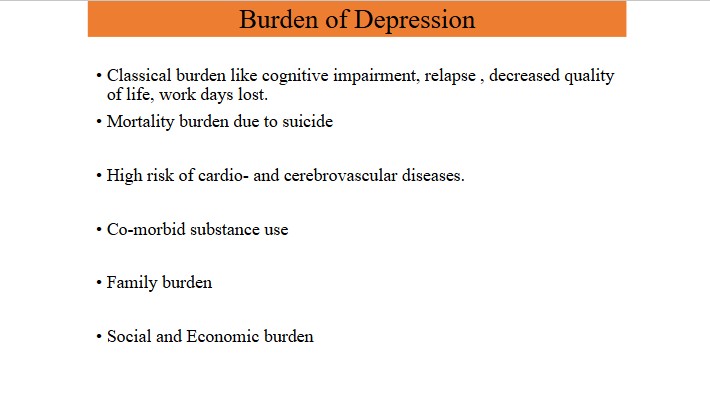 Burden of Depression
• Classical burden like cognitive impairment, relapse , decreased quality
of life, work days lost.
• Mortality burden due to suicide
• High risk of cardio- and cerebrovascular diseases.
• Co-morbid substance use
• Family burden
• Social and Economic burden